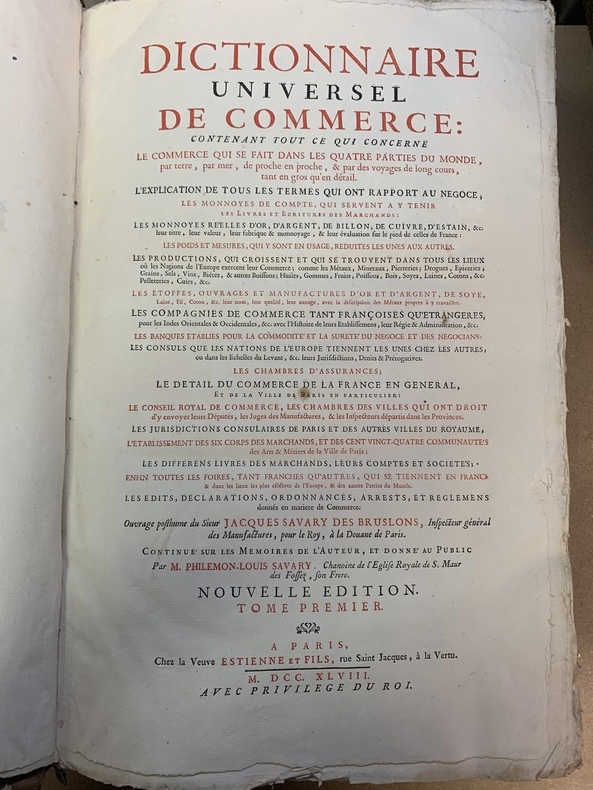 DICTIONNAIRE
UNIVERSEL
DE COMMERCE:
CONTENANT TOUT CE QUI CONCERNE
LE COMMERCE QUI SE FAIT DANS LES QUATRE PARTIES DU MONDE,
par terre, par mer, de proche en proche, & par des voyages de long cours,
tant en gros qu'en détail.
L'EXPLICATION DE TOUS LES TERMES QUI ONT RAPPORT AU NEGOCE,
LES MONNOYES DE COMPTE, QUI SERVENT A Y TENIR
LES LIVRES ET ECRITURES DES MARCHANDS:
LES MONNOYES RE'ELLES D'OR, D'ARGENT, DE BILLON, DE CUIVRE, D'ESTAIN, &c.
leur titre, leur valeur, leur fabrique & monnoyage, & leur évaluation sur le pied de celles de France:
LES POIDS ET MESURES, QUI Y SONT EN USAGE, REDUITES LES UNES AUX AUTRES.
LES PRODUCTIONS, QUI CROISSENT ET QUI SE TROUVENT DANS TOUS LES LIEUX
où les Nations de l'Europe exercent leur Commerce; comme les Métaux, Mineraux, Pierreries; Drogues, Epiceries;
Grains, Sels, Vins, Biéres, & autres Boissons; Huiles, Gommes, Fruits, Poissons, Bois, Soyes, Laines, Cotons, &c.
Pelleteries, Cuirs, &c.
LES ETOFFES, OUVRAGES ET MANUFACTURES D'OR ET D'ARGENT, DE SOYE,
Laine, Fil, Coton, &c. leur nom, leur qualité, leur aunage, avec la description des Métiers propres à y travailler.
LES COMPAGNIES DE COMMERCE TANT FRANÇOISES QU'ETRANGERES,
pour les Indes Orientales & Occidentales, &c. avec l'Histoire de leurs Etablissemens, leur Régie & Administration, &c.
LES BANQUES ETABLIES POUR LA COMMODITE' ET LA SURETE' DU NEGOCE ET DES NEGOCIANS:
LES CONSULS QUE LES NATIONS DE L'EUROPE TIENNENT LES UNES CHEZ LES AUTRES,
ou dans les Echelles du Levant, &c. leurs Jurisdictions, Droits & Prérogatives.
LES CHAMBRES D'ASSURANCES;
LE DETAIL DU COMMERCE DE LA FRANCE EN GENERAL,
ET DE LA VILLE DE PARIS EN PARTICULIER:
LE CONSEIL ROYAL DE COMMERCE, LES CHAMBRES DES VILLES QUI ONT DROIT
d'y envoyer leurs Députés, les Juges des Manufactures, & les Inspecteurs départis dans les Provinces.
LES JURISDICTIONS CONSULAIRES DE PARIS ET DES AUTRES VILLES DU ROYAUME,
L'ETABLISSEMENT DES SIX CORPS DES MARCHANDS, ET DES CENT VINGT-QUATRE COMMUNAUTE'S
des Arts & Métiers de la Ville de Paris;
LES DIFFERENS LIVRES DES MARCHANDS, LEURS COMPTES ET SOCIETE'S:
ENFIN TOUTES LES FOIRES, TANT FRANCHES QU'AUTRES, QUI SE TIENNENT EN FRANCE
& dans les lieux les plus célébres de l'Europe, & des autres Parties du Monde.
LES EDITS, DECLARATIONS, ORDONNANCES, ARRESTS, ET REGLEMENS
donnés en matiere de Commerce.
Ouvrage posthume du Sieur JACQUES SAVARY DES BRUSLONS, Inspecteur général
des Manufactures, pour le Roy, à la Douane de Paris.
CONTINUE' SUR LES MEMOIRES DE L'AUTEUR, ET DONNE' AU PUBLIC
Par M. PHILEMON-LOUIS SAVARY. Chanoine de l'Eglise Royale de S. Maur
des Fossez, son Frere.
NOUVELLE EDITION.
TOME PREMIER.
A PARIS,
Chez la Veuve ESTIENNE ET FILS, rue Saint Jacques, à la Vertu.
M. DCC. XLVIII.
AVEC PRIVILEGE DU ROI.